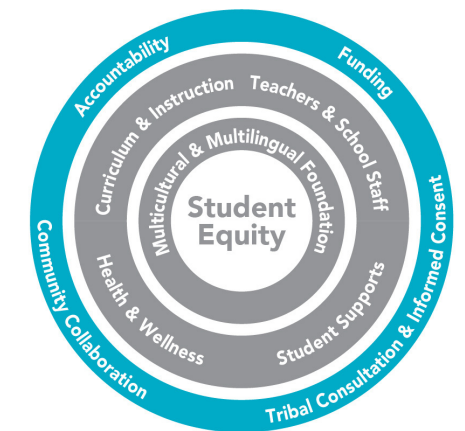 Accountability
Funding
Curriculum & Instruction
Teachers & School Staff
Multicultural & Multilingual Foundation
Student
Equity
Health & Wellness
Student Supports
Community Collaboration
Tribal Consultation & Informed Consent